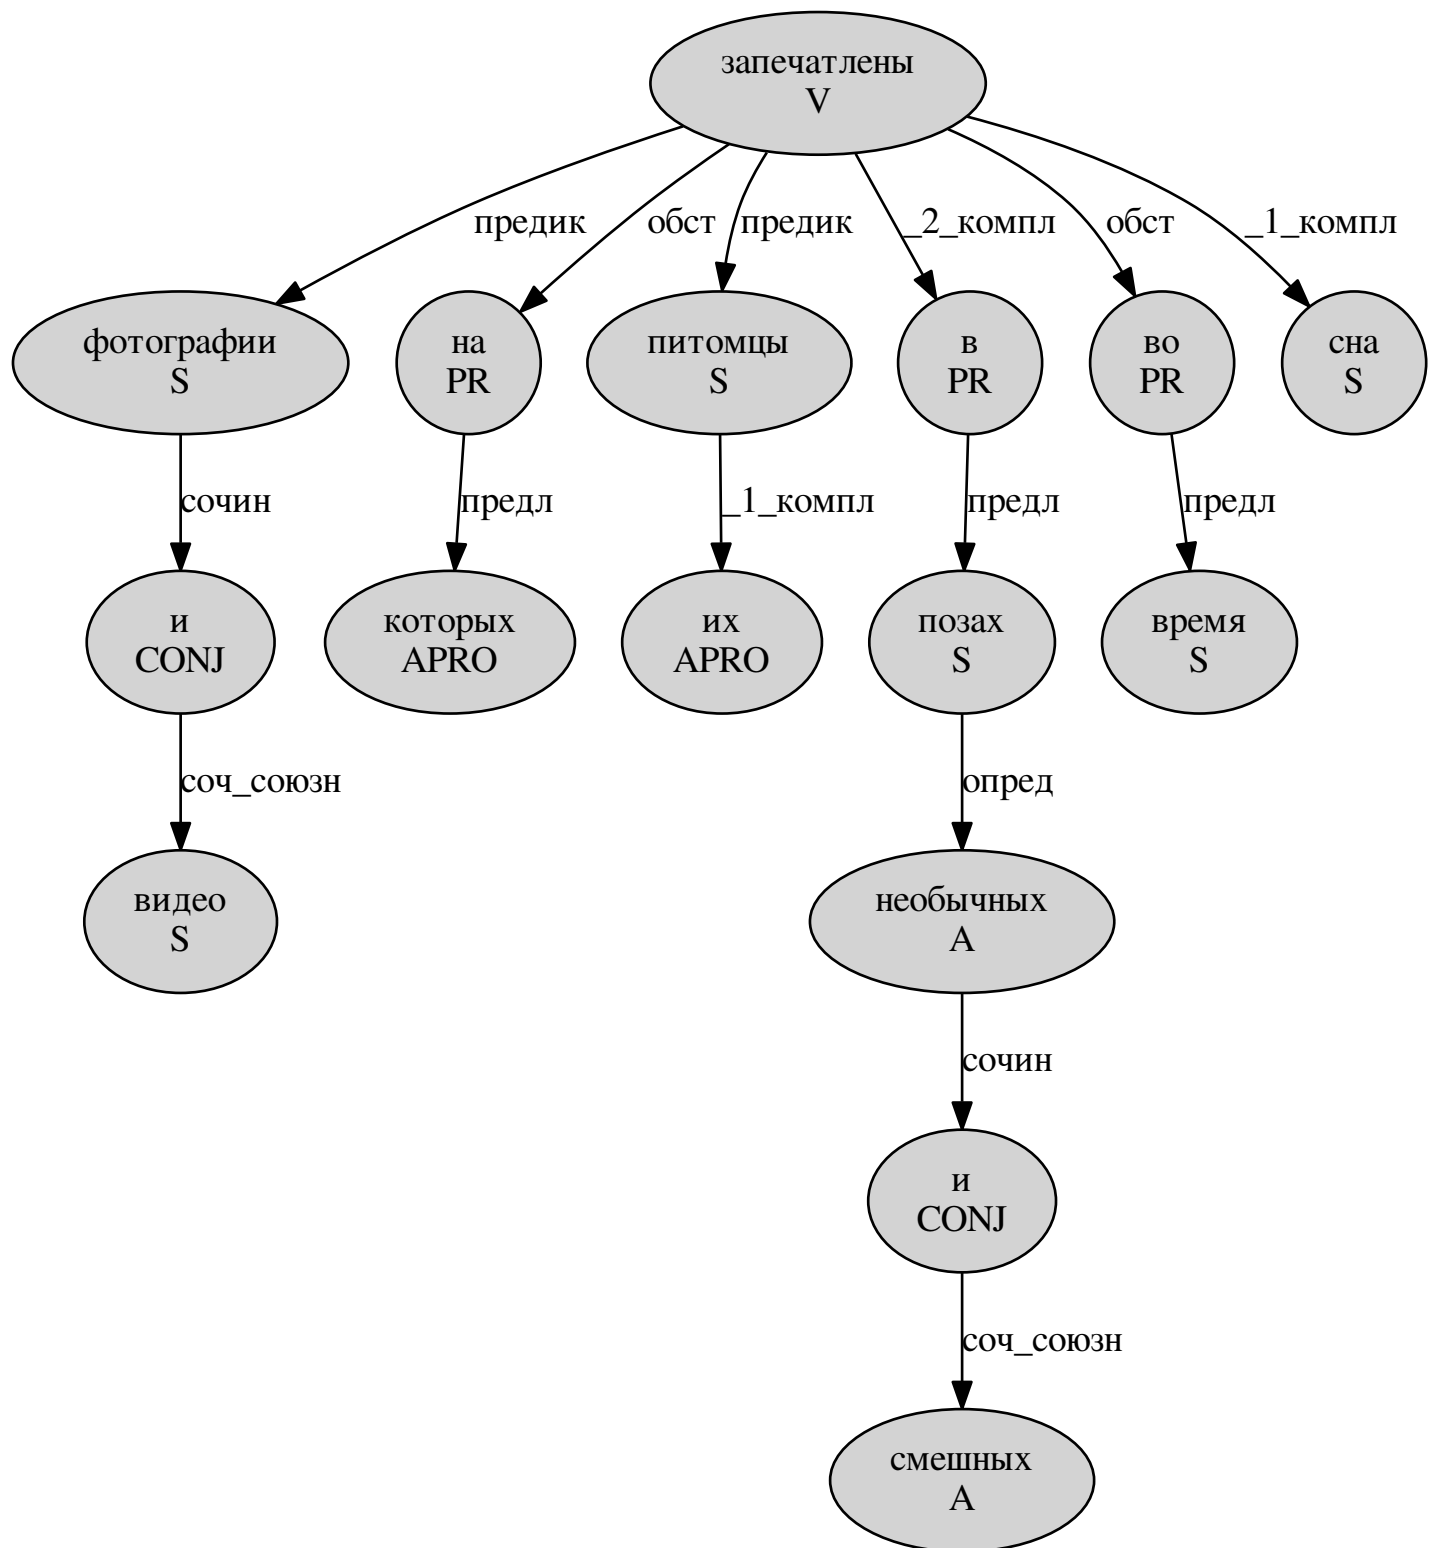 запечатлены
V
предик
обст
предик
_2_компл
обст
_1_компл
фотографии
S
на
PR
питомцы
S
в
PR
во
PR
сна
S
сочин
предл
_1_компл
предл
предл
и
CONJ
которых
APRO
их
APRO
позах
S
время
S
соч_союзн
опред
видео
S
необычных
A
сочин
и
CONJ
соч_союзн
смешных
A